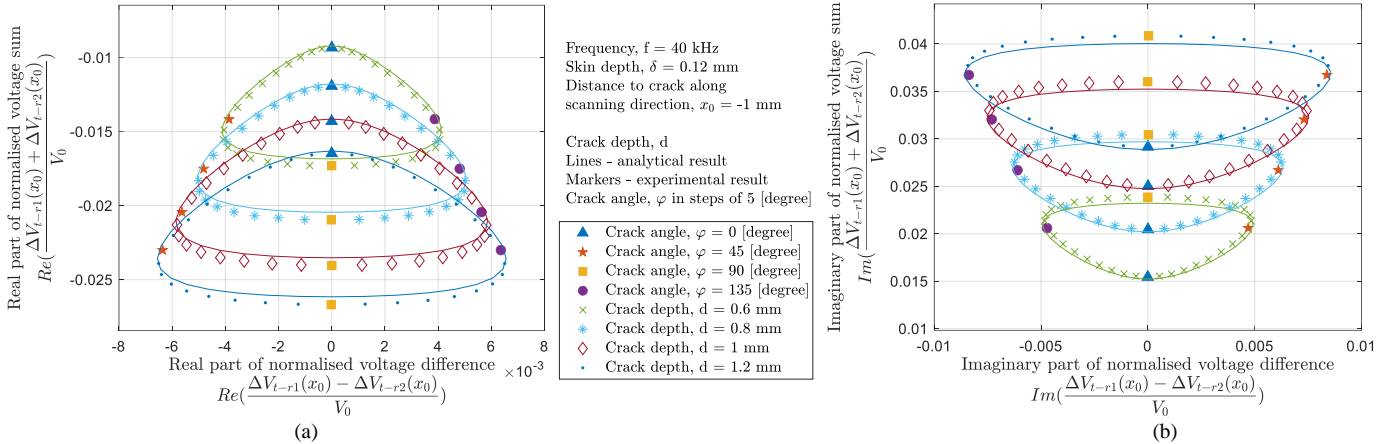 Real part of normalised voltage sum
Re(ΔV_{t-r1}(x_0) + ΔV_{t-r2}(x_0) / V_0)
-0.01
-0.015
-0.02
-0.025
-8 -6 -4 -2 0 2 4 6 8
×10^{-3}
Real part of normalised voltage difference
Re(ΔV_{t-r1}(x_0) − ΔV_{t-r2}(x_0) / V_0)
(a)
Frequency, f = 40 kHz
Skin depth, δ = 0.12 mm
Distance to crack along
scanning direction, x_0 = -1 mm
Crack depth, d
Lines - analytical result
Markers - experimental result
Crack angle, φ in steps of 5 [degree]
Crack angle, φ = 0 [degree]
Crack angle, φ = 45 [degree]
Crack angle, φ = 90 [degree]
Crack angle, φ = 135 [degree]
Crack depth, d = 0.6 mm
Crack depth, d = 0.8 mm
Crack depth, d = 1 mm
Crack depth, d = 1.2 mm
Imaginary part of normalised voltage sum
Im(ΔV_{t-r1}(x_0) + ΔV_{t-r2}(x_0) / V_0)
0.04
0.035
0.03
0.025
0.02
0.015
0.01
-0.01 -0.005 0 0.005 0.01
Imaginary part of normalised voltage difference
Im(ΔV_{t-r1}(x_0) − ΔV_{t-r2}(x_0) / V_0)
(b)